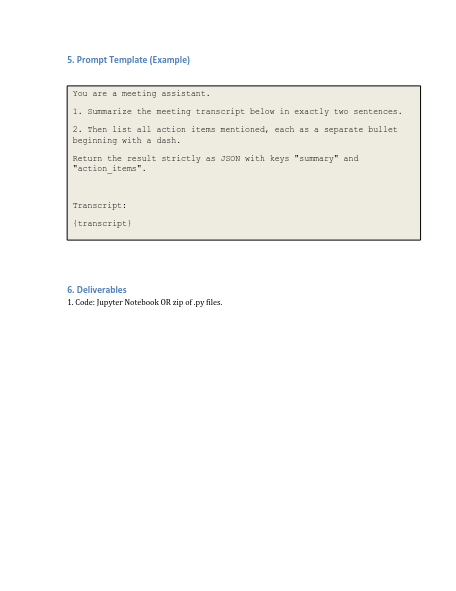 5. Prompt Template (Example)
You are a meeting assistant.
1. Summarize the meeting transcript below in exactly two sentences.
2. Then list all action items mentioned, each as a separate bullet
beginning with a dash.
Return the result strictly as JSON with keys "summary" and
"action_items".
Transcript:
{transcript}
6. Deliverables
1. Code: Jupyter Notebook OR zip of .py files.